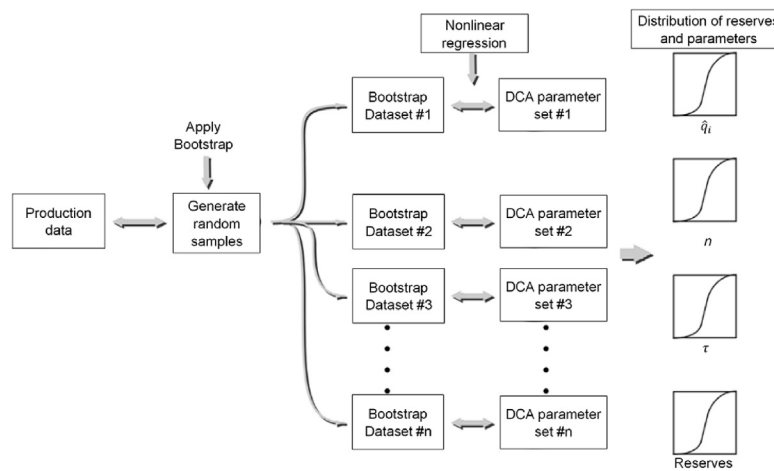 Nonlinear
regression
Distribution of reserves
and parameters
Bootstrap
Dataset #1
DCA parameter
set #1
q̂ᵢ
Apply
Bootstrap
Production
data
Generate
random
samples
Bootstrap
Dataset #2
DCA parameter
set #2
n
Bootstrap
Dataset #3
DCA parameter
set #3
τ
Bootstrap
Dataset #n
DCA parameter
set #n
Reserves